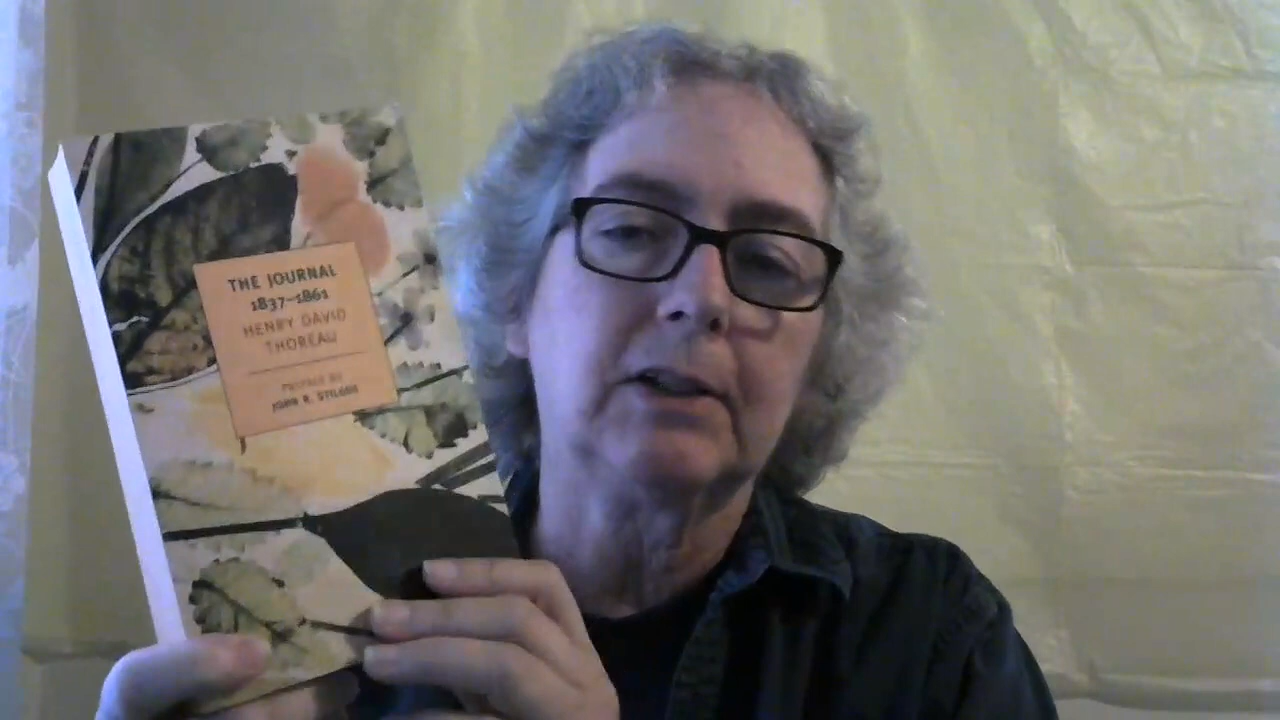 THE JOURNAL
1837–1861
HENRY DAVID
THOREAU
PREFACE BY
JOHN R. STILGOE